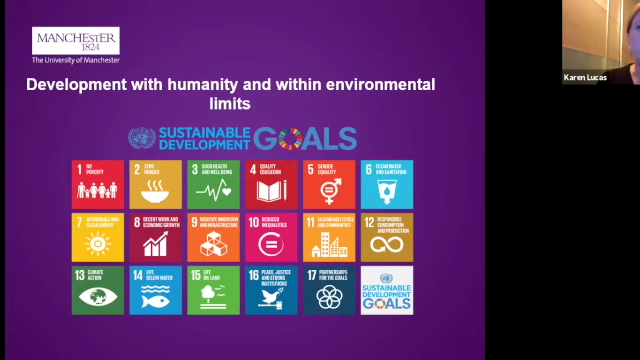 MANCHESTER
1824
The University of Manchester
Karen Lucas
Development with humanity and within environmental
limits
SUSTAINABLE
DEVELOPMENT
GOALS
1 NO
POVERTY
2 ZERO
HUNGER
3 GOOD HEALTH
AND WELL-BEING
4 QUALITY
EDUCATION
5 GENDER
EQUALITY
6 CLEAN WATER
AND SANITATION
7 AFFORDABLE AND
CLEAN ENERGY
8 DECENT WORK AND
ECONOMIC GROWTH
9 INDUSTRY, INNOVATION
AND INFRASTRUCTURE
10 REDUCED
INEQUALITIES
11 SUSTAINABLE CITIES
AND COMMUNITIES
12 RESPONSIBLE
CONSUMPTION
AND PRODUCTION
13 CLIMATE
ACTION
14 LIFE
BELOW WATER
15 LIFE
ON LAND
16 PEACE, JUSTICE
AND STRONG
INSTITUTIONS
17 PARTNERSHIPS
FOR THE GOALS
SUSTAINABLE
DEVELOPMENT
GOALS